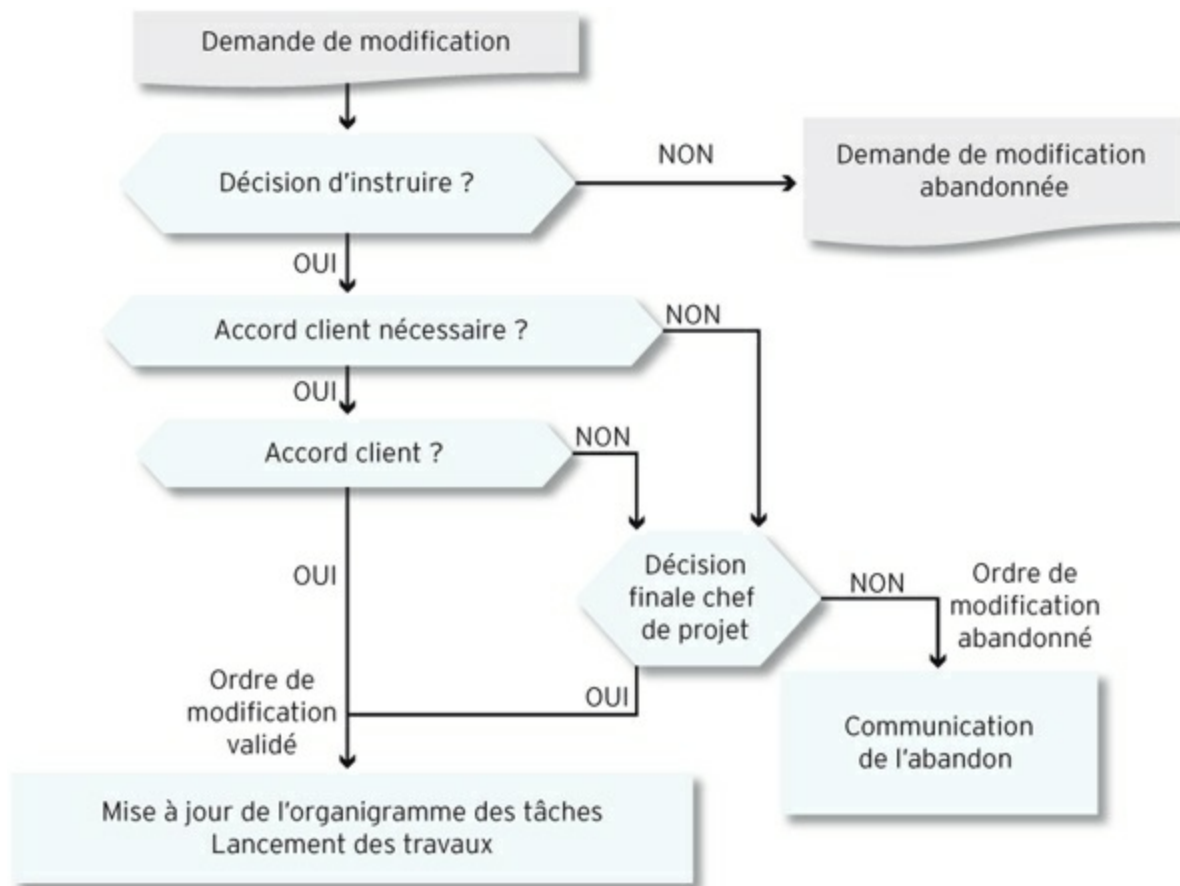 Demande de modification
Décision d'instruire ?
NON
Demande de modification
abandonnée
OUI
Accord client nécessaire ?
NON
OUI
Accord client ?
NON
OUI
Décision
finale chef
de projet
NON
Ordre de
modification
abandonné
OUI
Ordre de
modification
validé
Communication
de l'abandon
Mise à jour de l'organigramme des tâches
Lancement des travaux